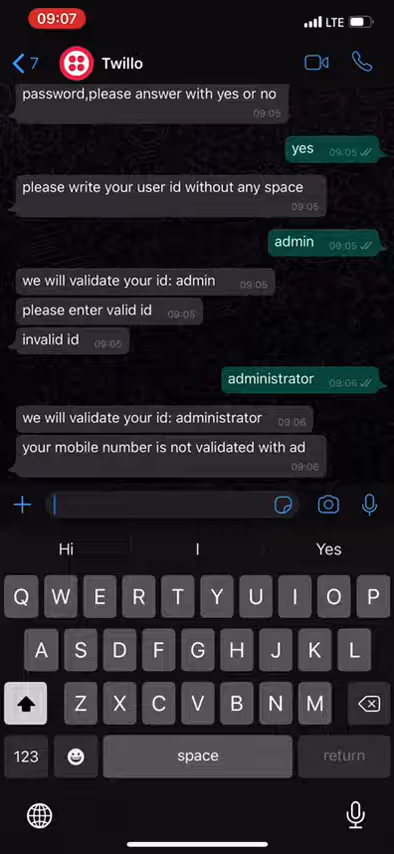 09:07
LTE
7
Twillo
password,please answer with yes or no
09:05
yes 09:05
please write your user id without any space
09:05
admin 09:05
we will validate your id: admin 09:05
please enter valid id 09:05
invalid id 09:06
administrator 09:06
we will validate your id: administrator 09:06
your mobile number is not validated with ad
09:06
Hi I Yes
Q W E R T Y U I O P
A S D F G H J K L
Z X C V B N M
123 space return